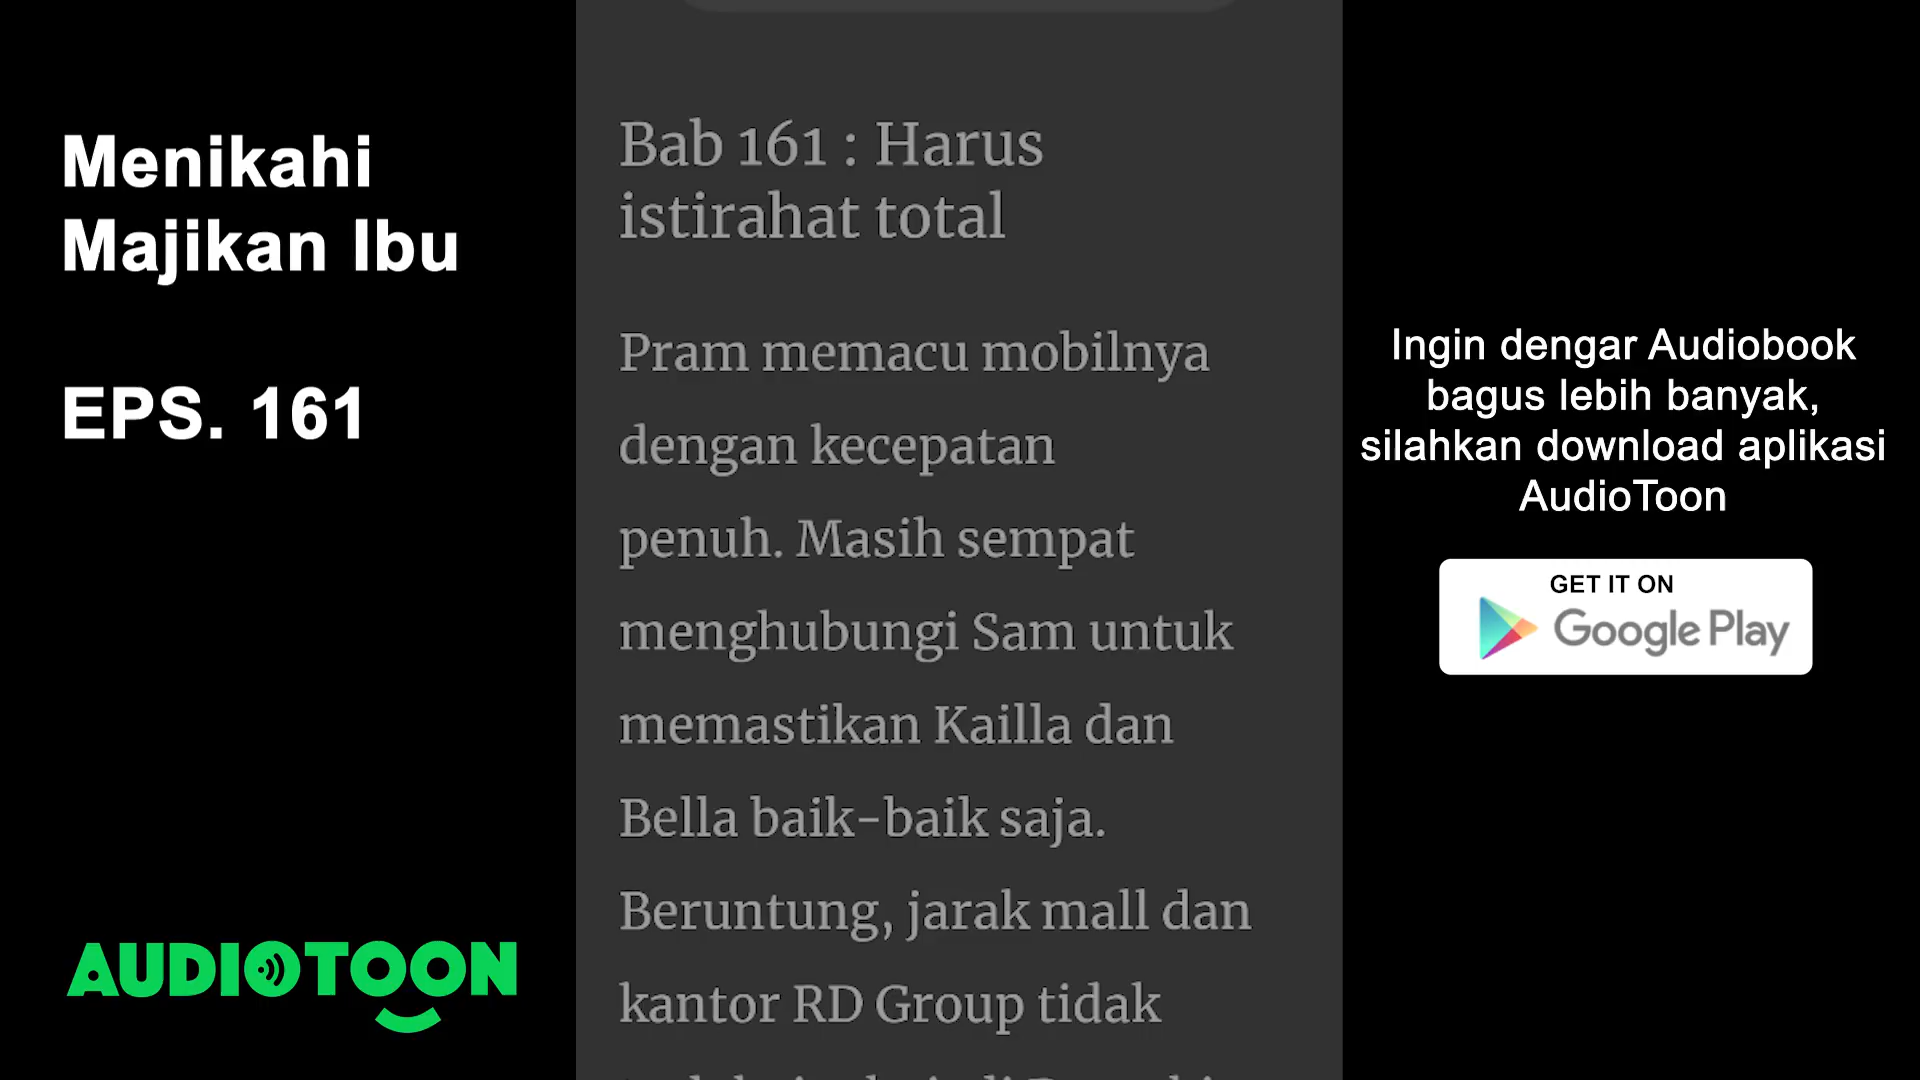 Menikahi
Majikan Ibu
EPS. 161
AUDIOTOON
Bab 161 : Harus
istirahat total
Pram memacu mobilnya
dengan kecepatan
penuh. Masih sempat
menghubungi Sam untuk
memastikan Kailla dan
Bella baik-baik saja.
Beruntung, jarak mall dan
kantor RD Group tidak
Ingin dengar Audiobook
bagus lebih banyak,
silahkan download aplikasi
AudioToon
GET IT ON
Google Play